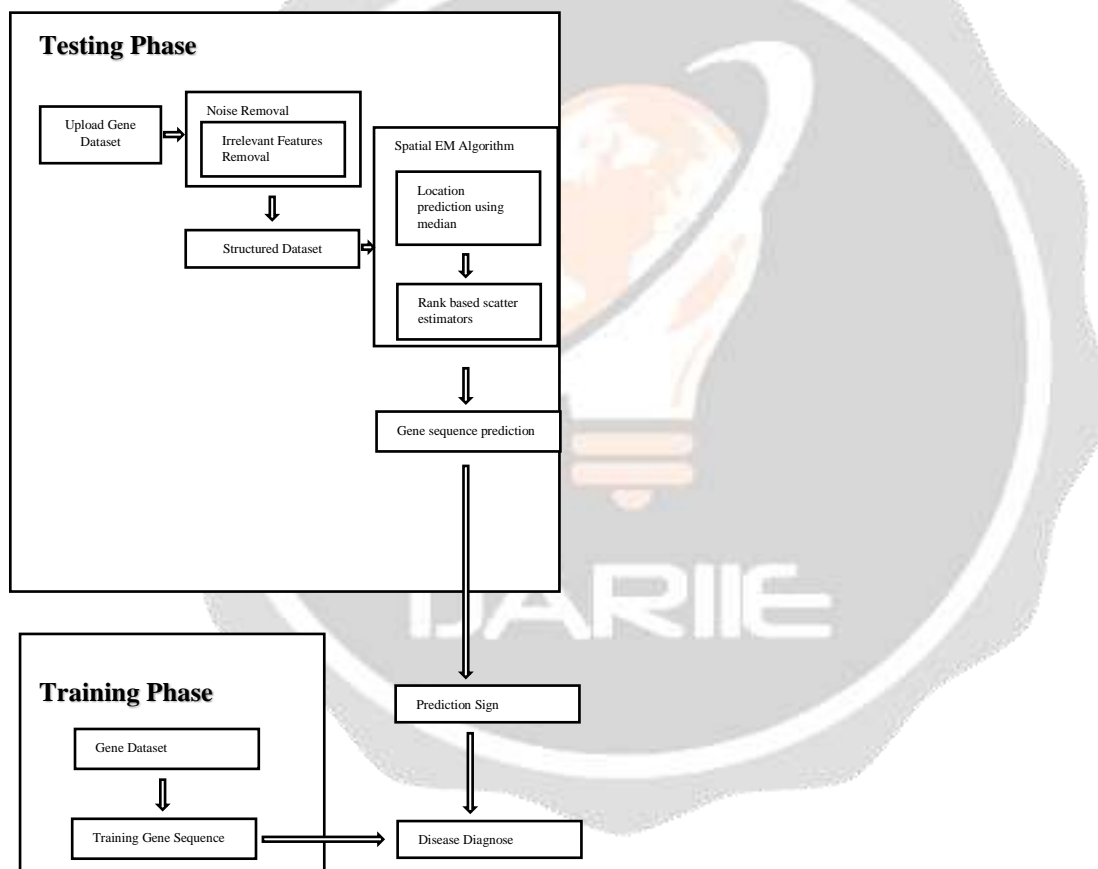 Testing Phase
Upload Gene
Dataset
Noise Removal
Irrelevant Features
Removal
Structured Dataset
Spatial EM Algorithm
Location
prediction using
median
Rank based scatter
estimators
Gene sequence prediction
Prediction Sign
Disease Diagnose
Training Phase
Gene Dataset
Training Gene Sequence
IJARIIE